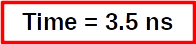 Time = 3.5 ns